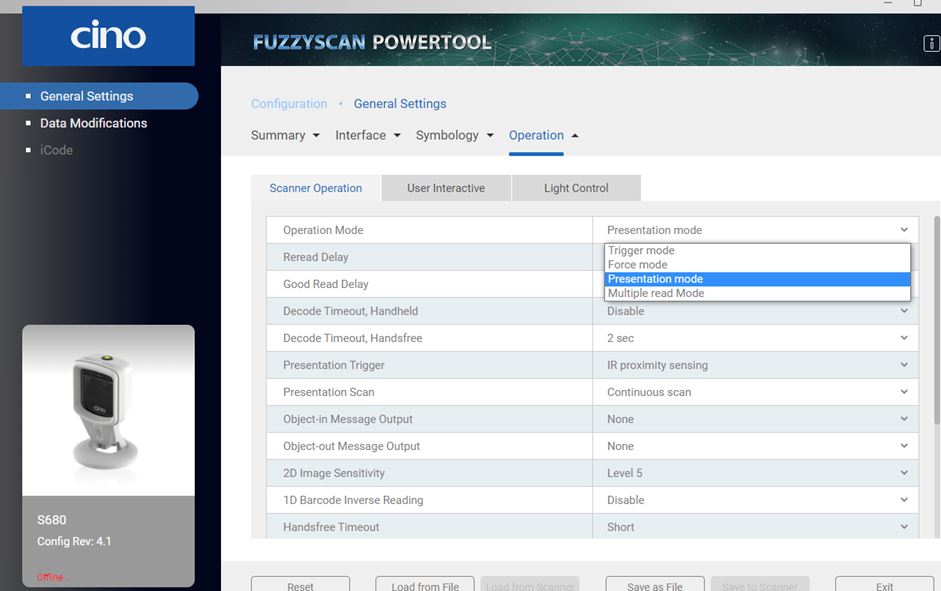 cino
FUZZYSCAN POWERTOOL
General Settings
Data Modifications
iCode
Configuration • General Settings
Summary Interface Symbology Operation
Scanner Operation User Interactive Light Control
Operation Mode Presentation mode
Trigger mode
Reread Delay
Force mode
Presentation mode
Good Read Delay
Multiple read Mode
Decode Timeout, Handheld Disable
Decode Timeout, Handsfree 2 sec
Presentation Trigger IR proximity sensing
Presentation Scan Continuous scan
Object-in Message Output None
Object-out Message Output None
2D Image Sensitivity Level 5
1D Barcode Inverse Reading Disable
Handsfree Timeout Short
cino
S680
Config Rev: 4.1
Offline...
Reset Load from File Load from Scanner Save as File Save to Scanner Exit